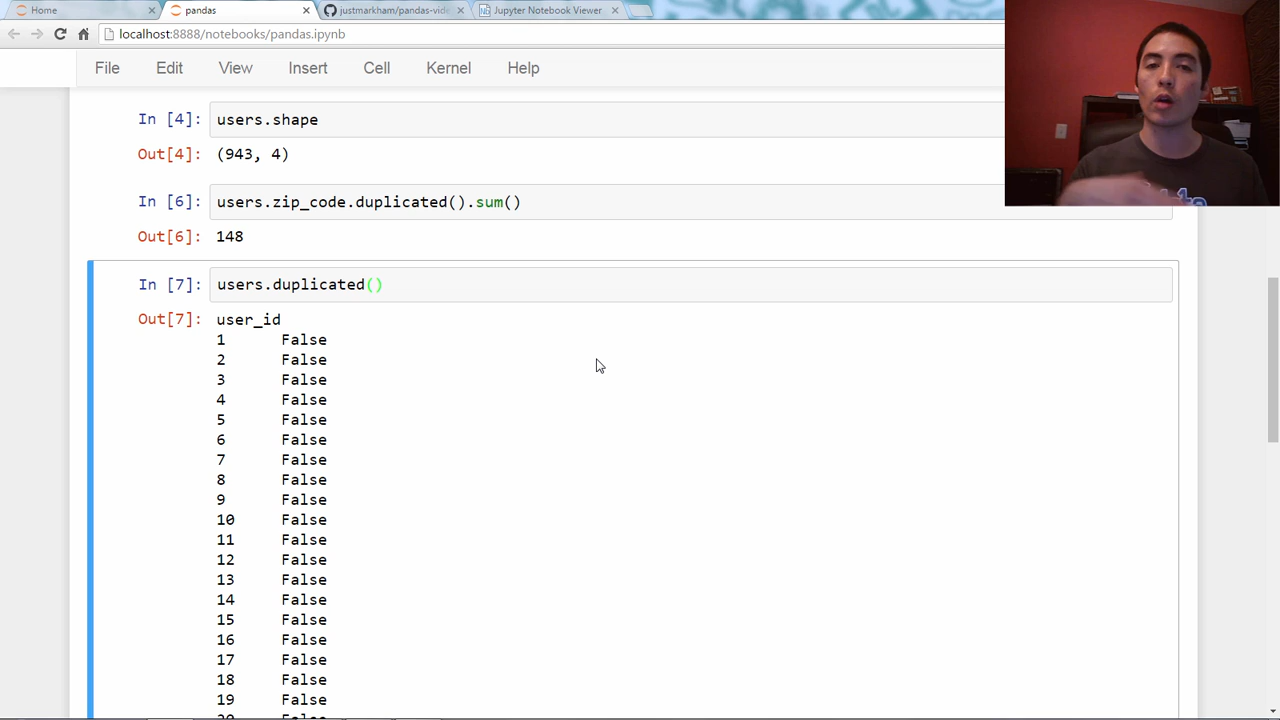 Home
pandas
justmarkham/pandas-vide
Jupyter Notebook Viewer
localhost:8888/notebooks/pandas.ipynb
File Edit View Insert Cell Kernel Help
In [4]: users.shape
Out[4]: (943, 4)
In [6]: users.zip_code.duplicated().sum()
Out[6]: 148
In [7]: users.duplicated()
Out[7]: user_id
1 False
2 False
3 False
4 False
5 False
6 False
7 False
8 False
9 False
10 False
11 False
12 False
13 False
14 False
15 False
16 False
17 False
18 False
19 False